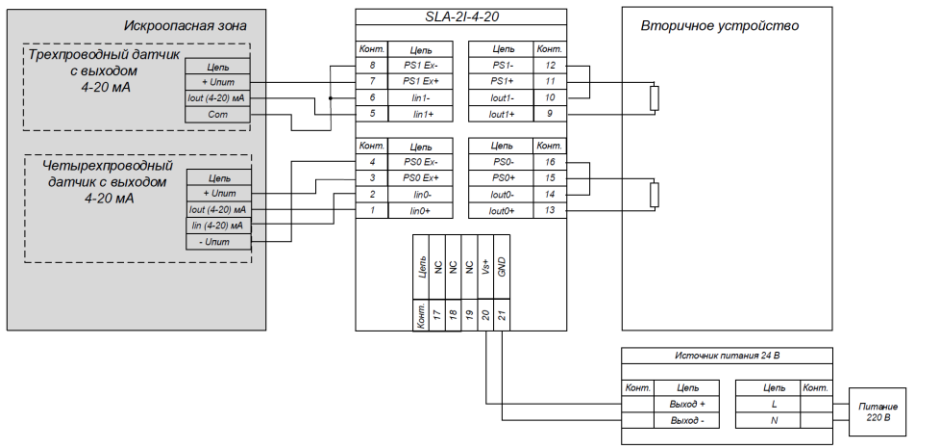 Искроопасная зона
Трехпроводный датчик
с выходом
4-20 мА
Цепь
+ Uпит
Iout (4-20) мА
Com
Четырехпроводный
датчик с выходом
4-20 мА
Цепь
+ Uпит
Iout (4-20) мА
Iin (4-20) мА
- Uпит
SLA-2I-4-20
Конт. Цепь
8 PS1 Ex-
7 PS1 Ex+
6 Iin1-
5 Iin1+
Цепь Конт.
PS1- 12
PS1+ 11
Iout1- 10
Iout1+ 9
Конт. Цепь
4 PS0 Ex-
3 PS0 Ex+
2 Iin0-
1 Iin0+
Цепь Конт.
PS0- 16
PS0+ 15
Iout0- 14
Iout0+ 13
Цепь NC NC NC Vs+ GND
Конт. 17 18 19 20 21
Вторичное устройство
Источник питания 24 В
Конт. Цепь
Выход +
Выход -
Цепь Конт.
L
N
Питание
220 В